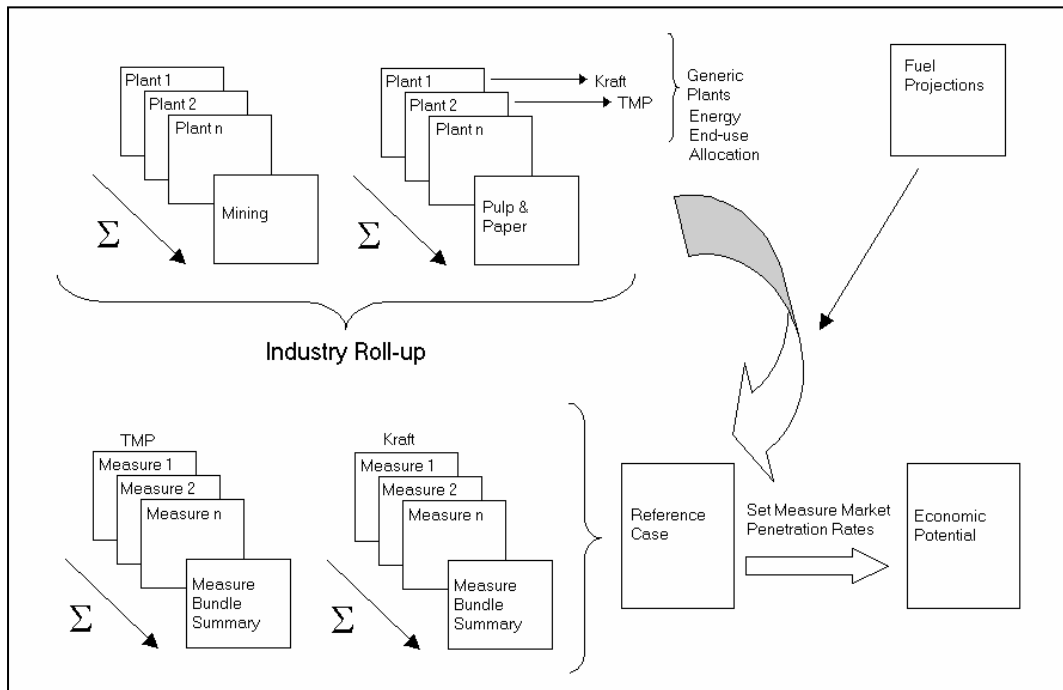 Plant 1
Plant 2
Plant n
Mining
Σ
Plant 1
Plant 2
Plant n
Pulp &
Paper
Σ
Kraft
TMP
Generic
Plants
Energy
End-use
Allocation
Fuel
Projections
Industry Roll-up
TMP
Measure 1
Measure 2
Measure n
Measure
Bundle
Summary
Σ
Kraft
Measure 1
Measure 2
Measure n
Measure
Bundle
Summary
Σ
Reference
Case
Set Measure Market
Penetration Rates
Economic
Potential